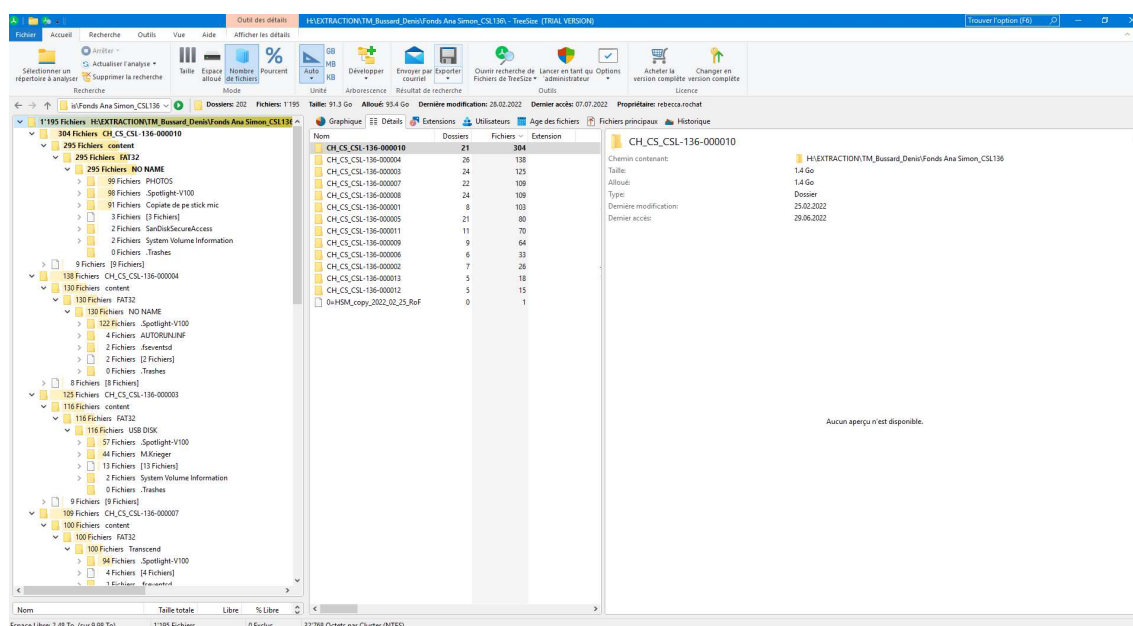 Outil des détails H:\EXTRACTION\TM_Bussard_Denis\Fonds Ana Simon_CSL136\ - TreeSize (TRIAL VERSION) Trouver l'option (F6)
Fichier Accueil Recherche Outils Vue Aide Afficher les détails
Sélectionner un répertoire à analyser
Arrêter
Actualiser l'analyse
Supprimer la recherche
Recherche
Taille
Espace alloué
Nombre de fichiers
Pourcent
Mode
Auto
GB
MB
KB
Unité
Développer
Arborescence
Envoyer par courriel
Exporter
Résultat de recherche
Ouvrir recherche de Fichiers de TreeSize
Lancer en tant qu 'administrateur
Options
Outils
Acheter la version complète
Changer en version complète
Licence
is\Fonds Ana Simon_CSL136
Dossiers: 202 Fichiers: 1'195 Taille: 91.3 Go Alloué: 93.4 Go Dernière modification: 28.02.2022 Dernier accès: 07.07.2022 Propriétaire: rebecca.rochat
1'195 Fichiers H:\EXTRACTION\TM_Bussard_Denis\Fonds Ana Simon_CSL136
304 Fichiers CH_CS_CSL-136-000010
295 Fichiers content
295 Fichiers FAT32
295 Fichiers NO NAME
99 Fichiers PHOTOS
98 Fichiers .Spotlight-V100
91 Fichiers Copiate de pe stick mic
3 Fichiers [3 Fichiers]
2 Fichiers SanDiskSecureAccess
2 Fichiers System Volume Information
0 Fichiers .Trashes
9 Fichiers [9 Fichiers]
138 Fichiers CH_CS_CSL-136-000004
130 Fichiers content
130 Fichiers FAT32
130 Fichiers NO NAME
122 Fichiers .Spotlight-V100
4 Fichiers AUTORUN.INF
2 Fichiers .fseventsd
2 Fichiers [2 Fichiers]
0 Fichiers .Trashes
8 Fichiers [8 Fichiers]
125 Fichiers CH_CS_CSL-136-000003
116 Fichiers content
116 Fichiers FAT32
116 Fichiers USB DISK
57 Fichiers .Spotlight-V100
44 Fichiers M.Krieger
13 Fichiers [13 Fichiers]
2 Fichiers System Volume Information
0 Fichiers .Trashes
9 Fichiers [9 Fichiers]
109 Fichiers CH_CS_CSL-136-000007
100 Fichiers content
100 Fichiers FAT32
100 Fichiers Transcend
94 Fichiers .Spotlight-V100
4 Fichiers [4 Fichiers]
1 Fichiers .fseventsd
Nom Taille totale Libre % Libre
Graphique Détails Extensions Utilisateurs Age des fichiers Fichiers principaux Historique
Nom Dossiers Fichiers Extension
CH_CS_CSL-136-000010 21 304
CH_CS_CSL-136-000004 26 138
CH_CS_CSL-136-000003 24 125
CH_CS_CSL-136-000007 22 109
CH_CS_CSL-136-000008 24 109
CH_CS_CSL-136-000001 8 103
CH_CS_CSL-136-000005 21 80
CH_CS_CSL-136-000011 11 70
CH_CS_CSL-136-000009 9 64
CH_CS_CSL-136-000006 6 33
CH_CS_CSL-136-000002 7 26
CH_CS_CSL-136-000013 5 18
CH_CS_CSL-136-000012 5 15
0=HSM_copy_2022_02_25_RoF 0 1
CH_CS_CSL-136-000010
Chemin contenant: H:\EXTRACTION\TM_Bussard_Denis\Fonds Ana Simon_CSL136
Taille: 1.4 Go
Alloué: 1.4 Go
Type: Dossier
Dernière modification: 25.02.2022
Dernier accès: 29.06.2022
Aucun aperçu n'est disponible.
Espace Libre: 2.48 To (sur 9.98 To) 1'195 Fichiers 0 Exclus 32'768 Octets par Cluster (NTFS)